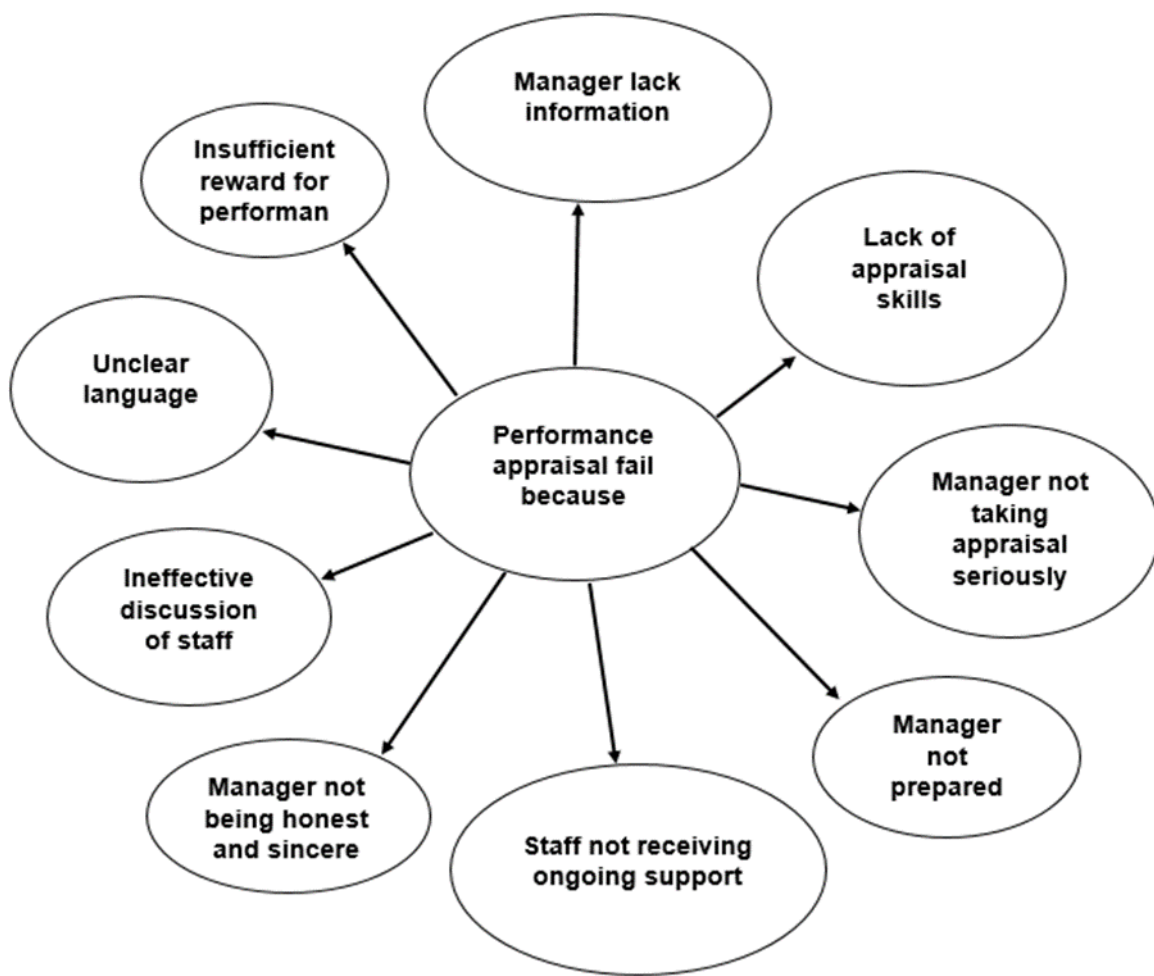 Manager lack
information
Insufficient
reward for
performan
Lack of
appraisal
skills
Unclear
language
Performance
appraisal fail
because
Manager not
taking
appraisal
seriously
Ineffective
discussion
of staff
Manager
not
prepared
Manager not
being honest
and sincere
Staff not receiving
ongoing support